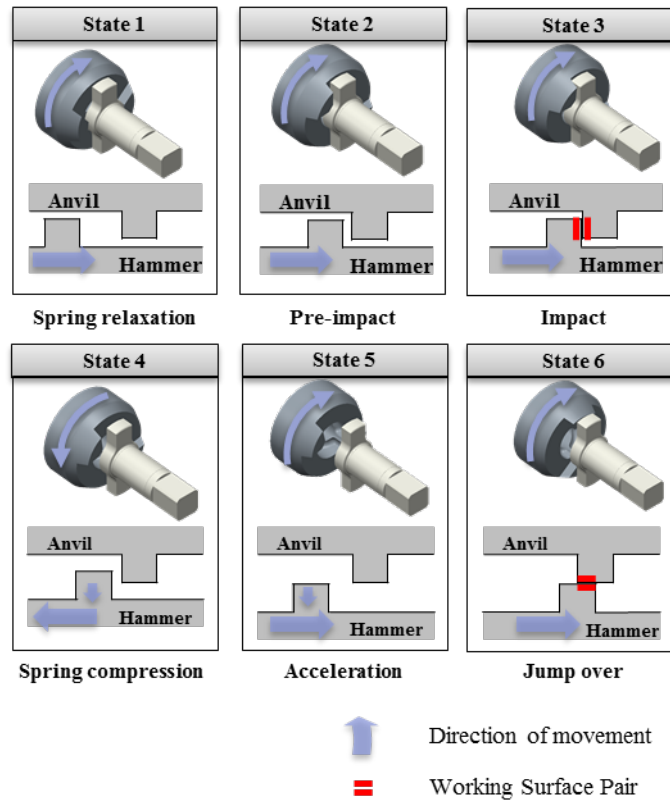 State 1
State 2
State 3
Anvil
Hammer
Anvil
Hammer
Anvil
Hammer
Spring relaxation
Pre-impact
Impact
State 4
State 5
State 6
Anvil
Hammer
Anvil
Hammer
Anvil
Hammer
Spring compression
Acceleration
Jump over
Direction of movement
Working Surface Pair